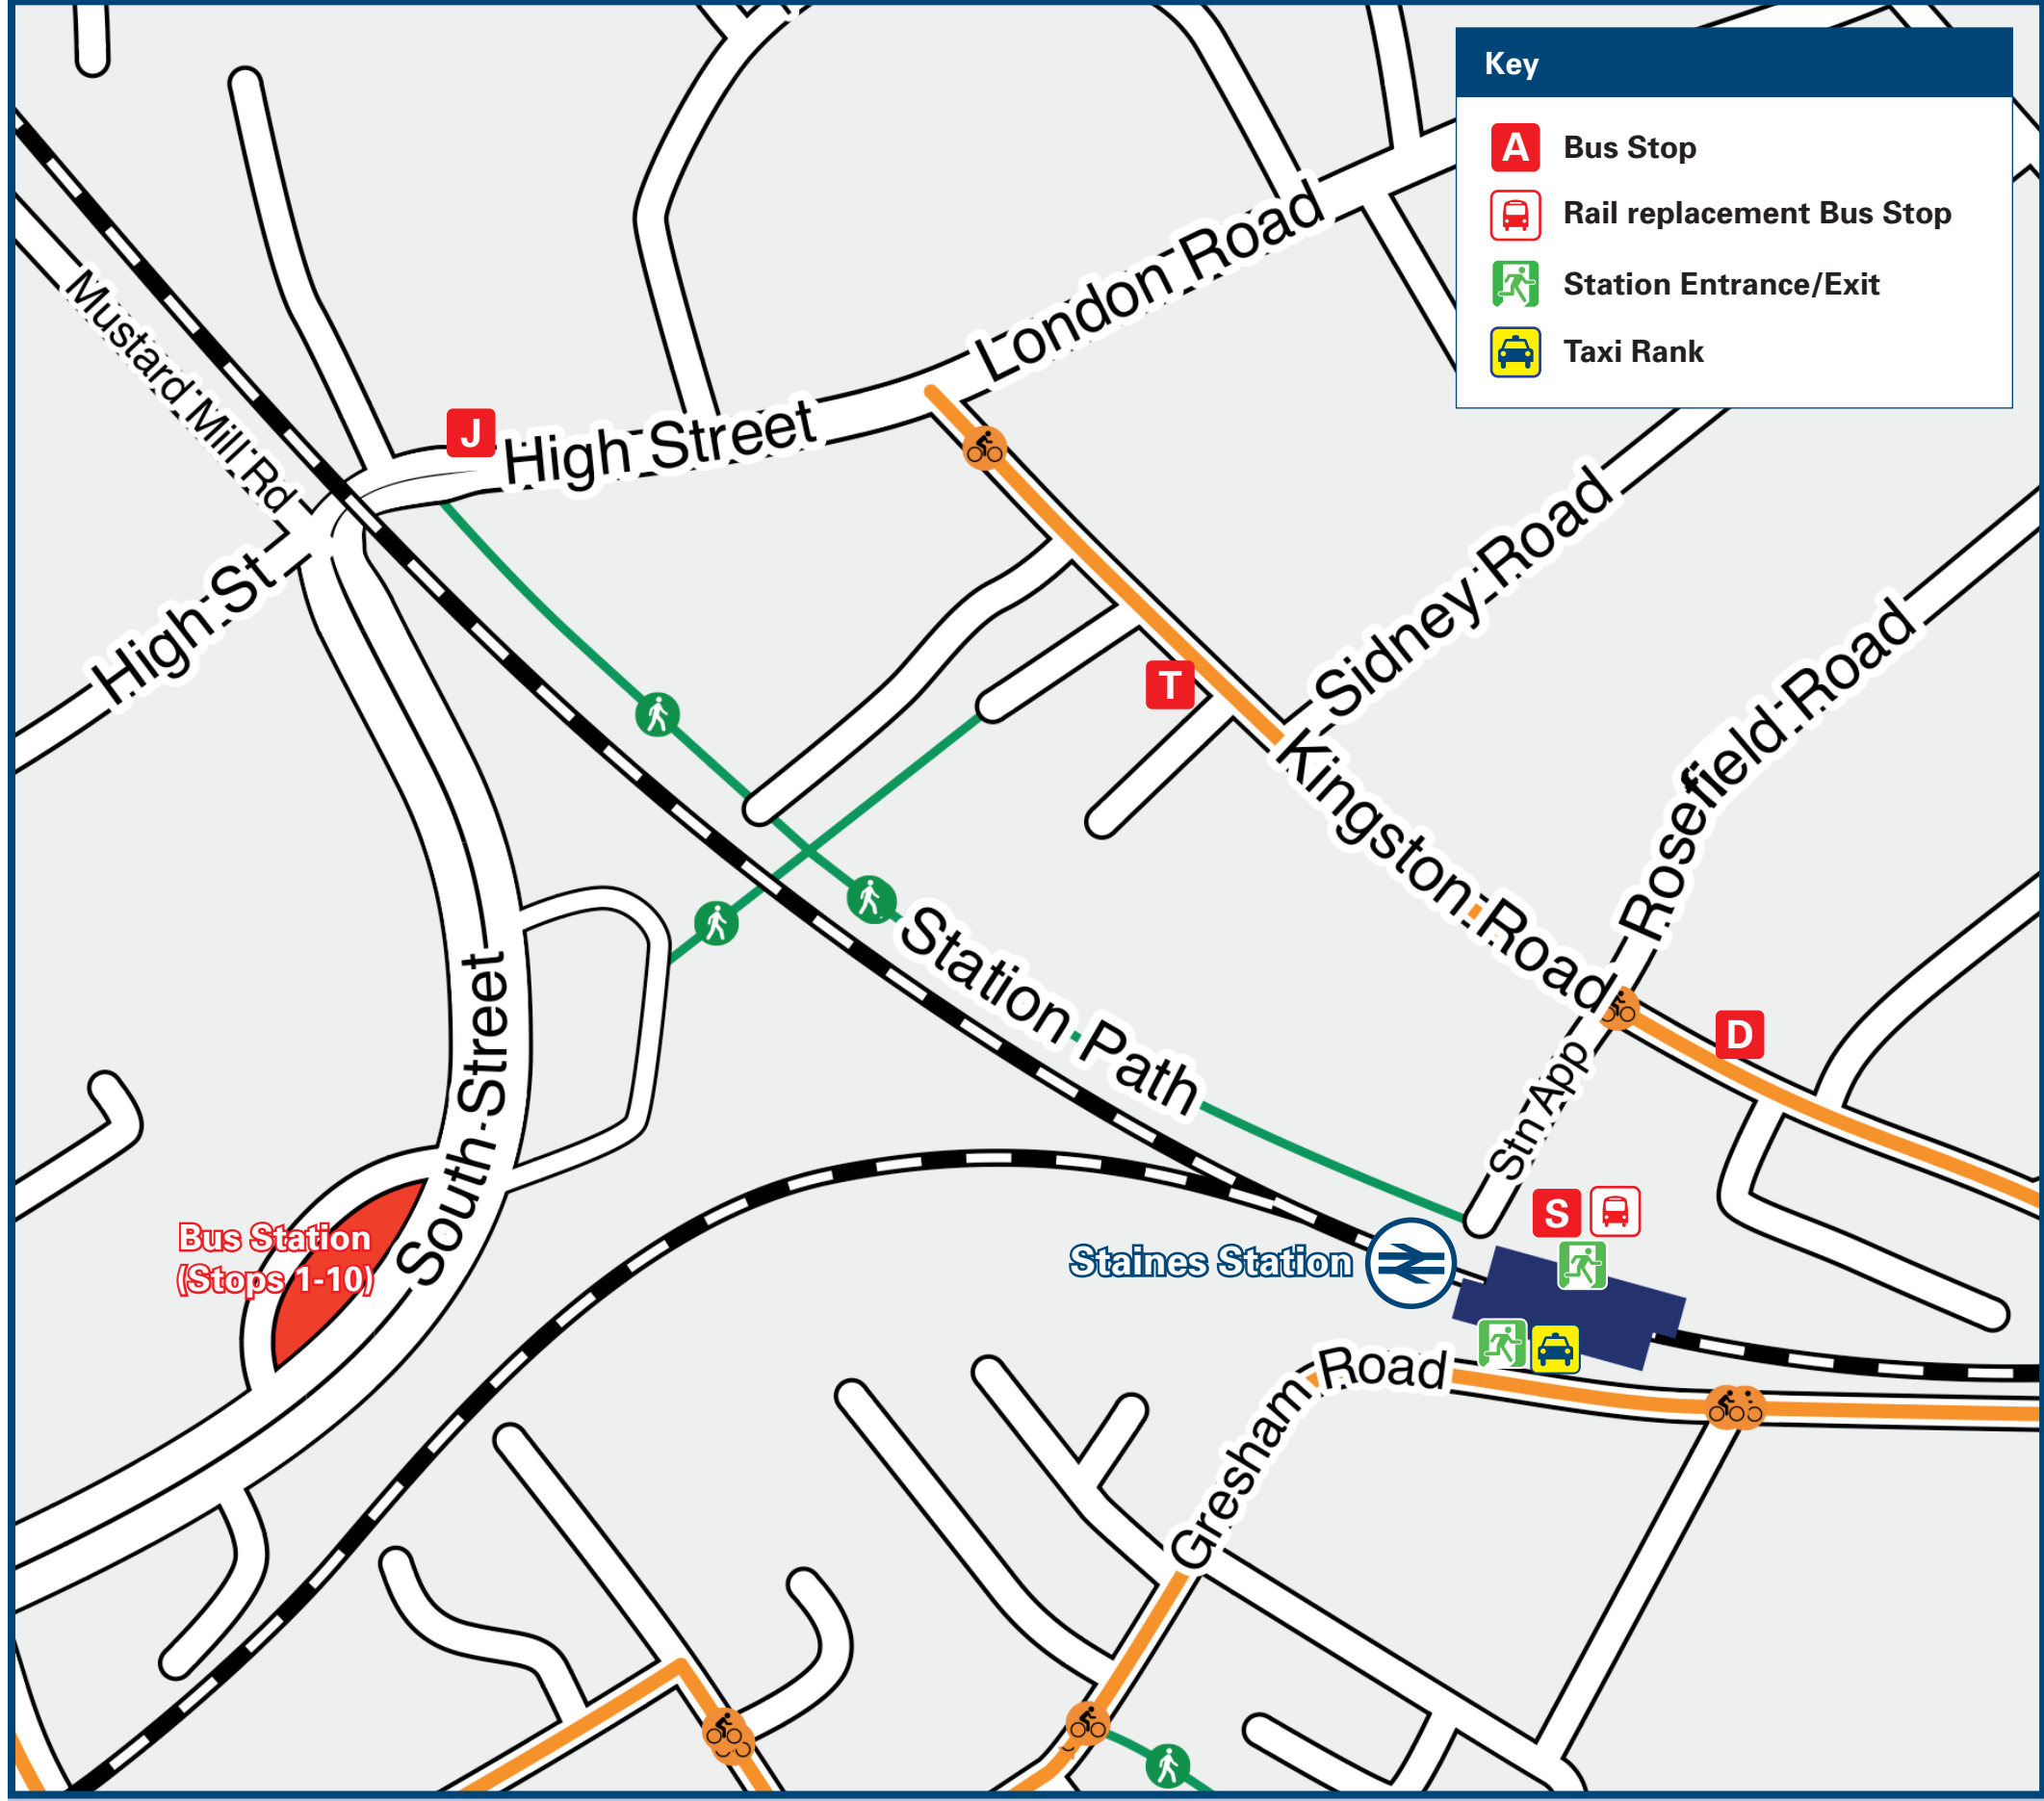 Key
A
Bus Stop
Rail replacement Bus Stop
Station Entrance/Exit
Taxi Rank
London Road
Mustard Mill Rd
J
High Street
High St
Sidney Road
T
Rosefield Road
Kingston Road
Station Path
D
South Street
Stn App
S
Bus Station
(Stops 1-10)
Staines Station
Gresham Road